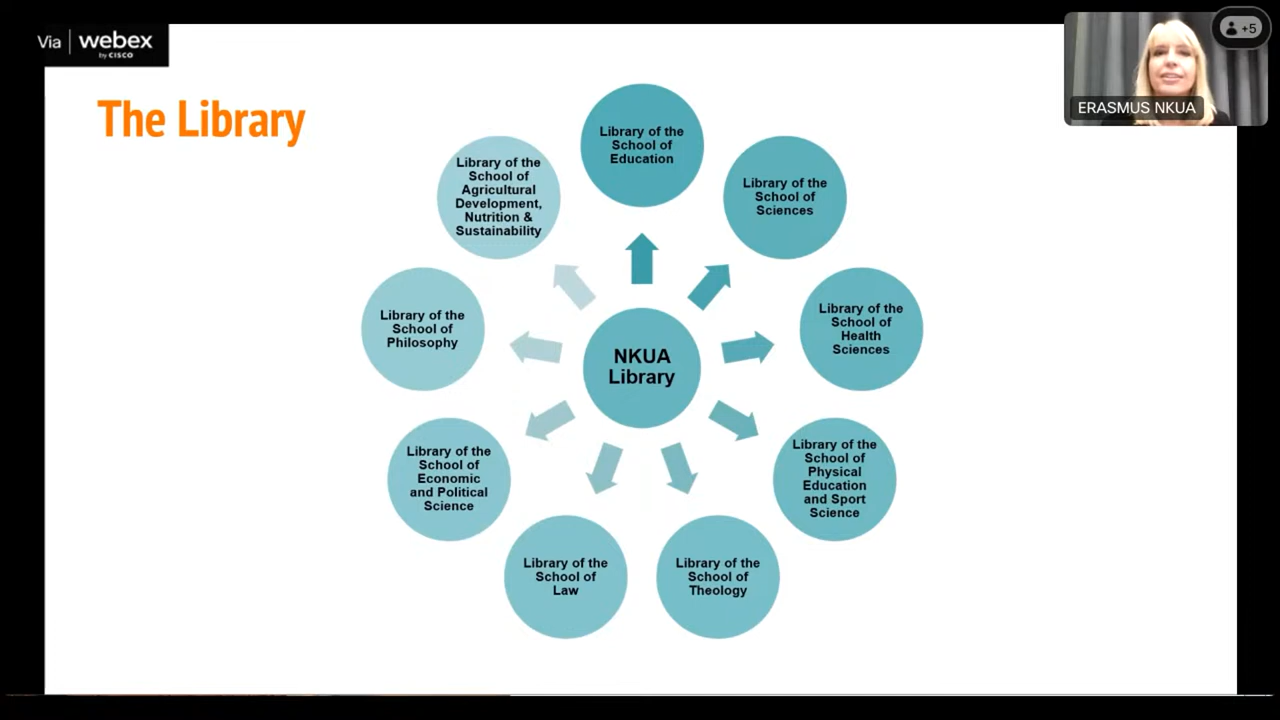 Via webex
by CISCO
+5
ERASMUS NKUA
The Library
Library of the
School of
Education
Library of the
School of
Sciences
Library of the
School of
Health
Sciences
Library of the
School of
Physical
Education
and Sport
Science
Library of the
School of
Theology
Library of the
School of
Law
Library of the
School of
Economic
and Political
Science
Library of the
School of
Philosophy
Library of the
School of
Agricultural
Development,
Nutrition &
Sustainability
NKUA
Library